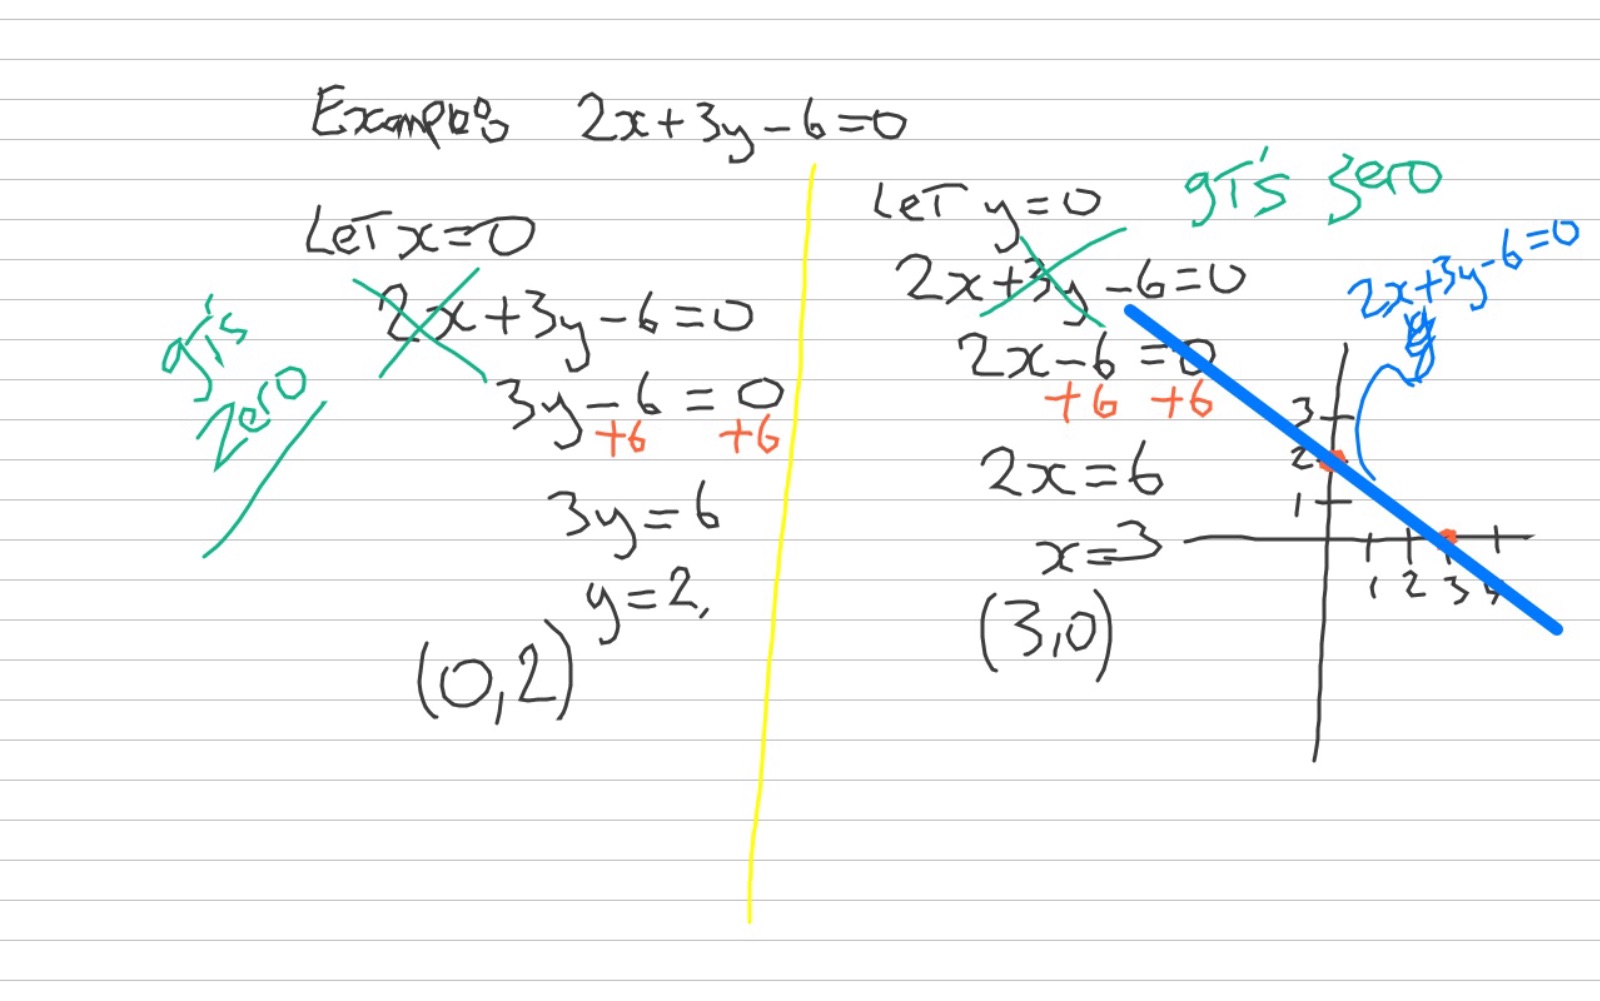 Example: 2x+3y-6=0
LeT x=0
2x+3y-6=0
gT's
zero
3y-6=0
+6 +6
3y=6
y=2,
(0,2)
LeT y=0
gT's zero
2x+3y-6=0
2x-6=0
+6 +6
2x=6
x=3
(3,0)
2x+3y-6=0
3
2
1
1 2 3 4